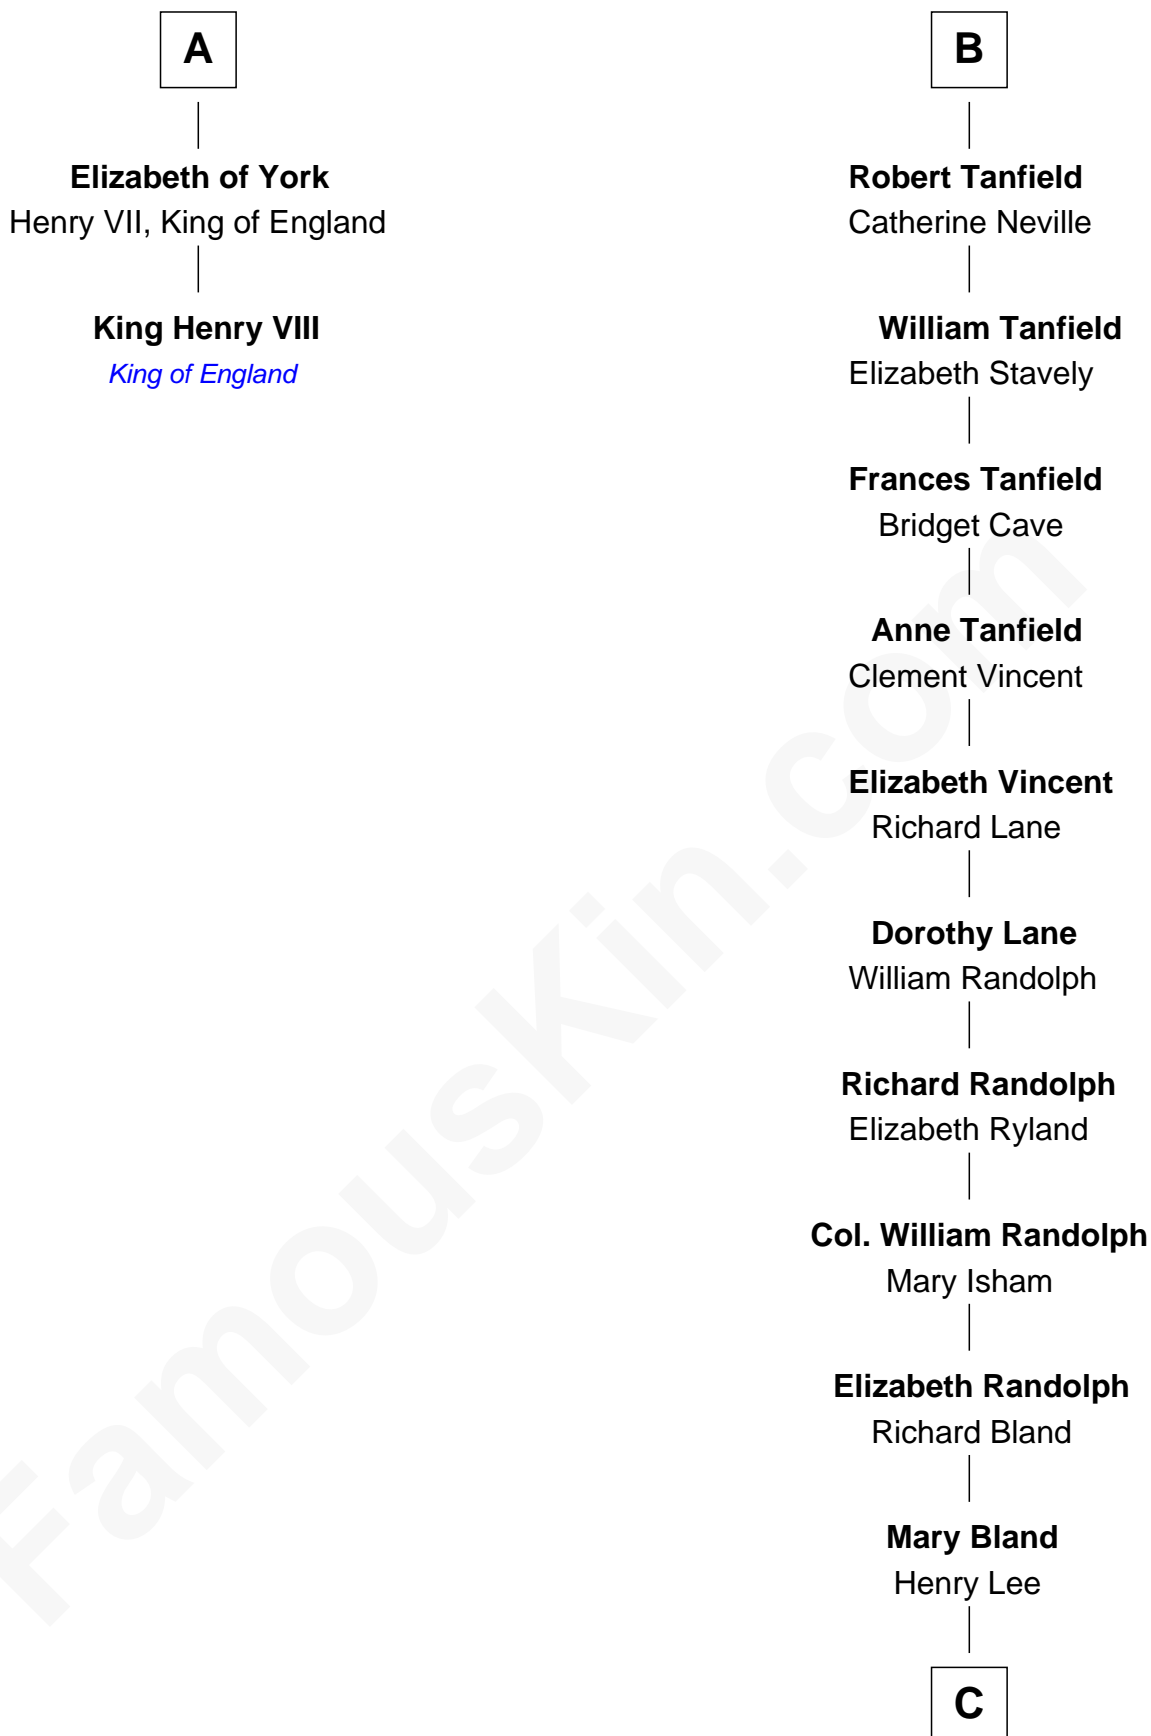 A
Elizabeth of York
Henry VII, King of England
King Henry VIII
King of England
B
Robert Tanfield
Catherine Neville
William Tanfield
Elizabeth Stavely
Frances Tanfield
Bridget Cave
Anne Tanfield
Clement Vincent
Elizabeth Vincent
Richard Lane
Dorothy Lane
William Randolph
Richard Randolph
Elizabeth Ryland
Col. William Randolph
Mary Isham
Elizabeth Randolph
Richard Bland
Mary Bland
Henry Lee
C
FamousKin.com